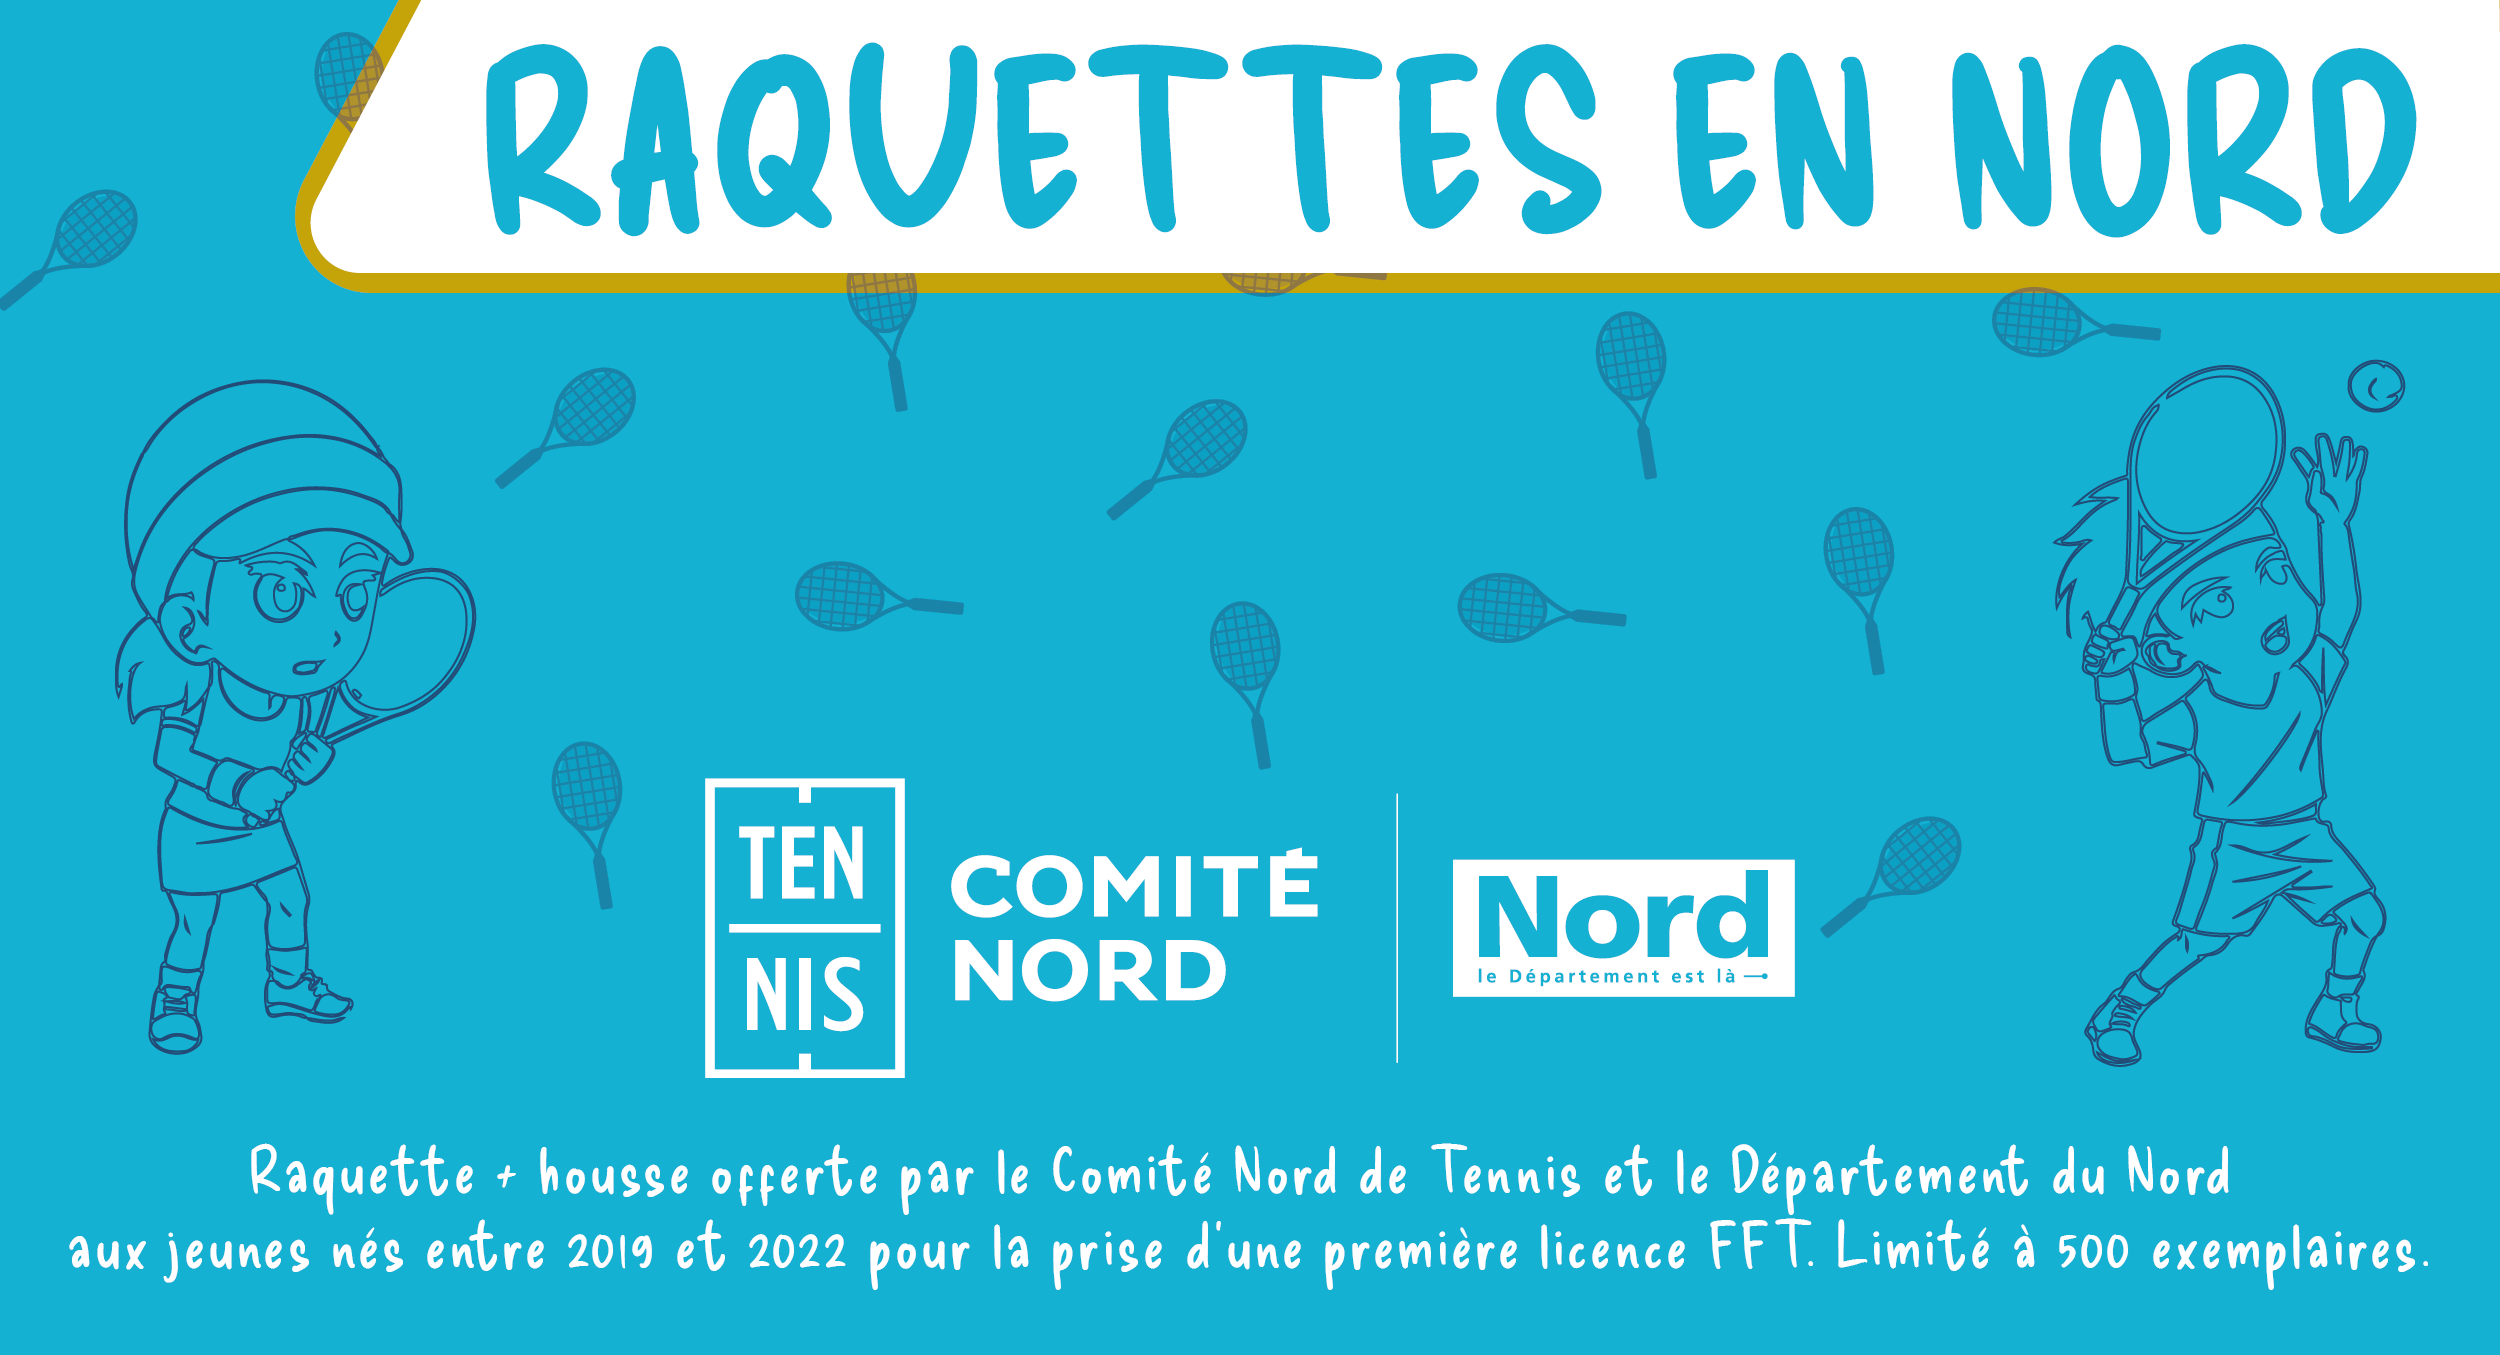 RAQUETTES EN NORD
TEN
NIS
COMITÉ
NORD
Nord
le Département est là
Raquette + housse offerte par le Comité Nord de Tennis et le Département du Nord
aux jeunes nés entre 2019 et 2022 pour la prise d'une première licence FFT. Limité à 500 exemplaires.